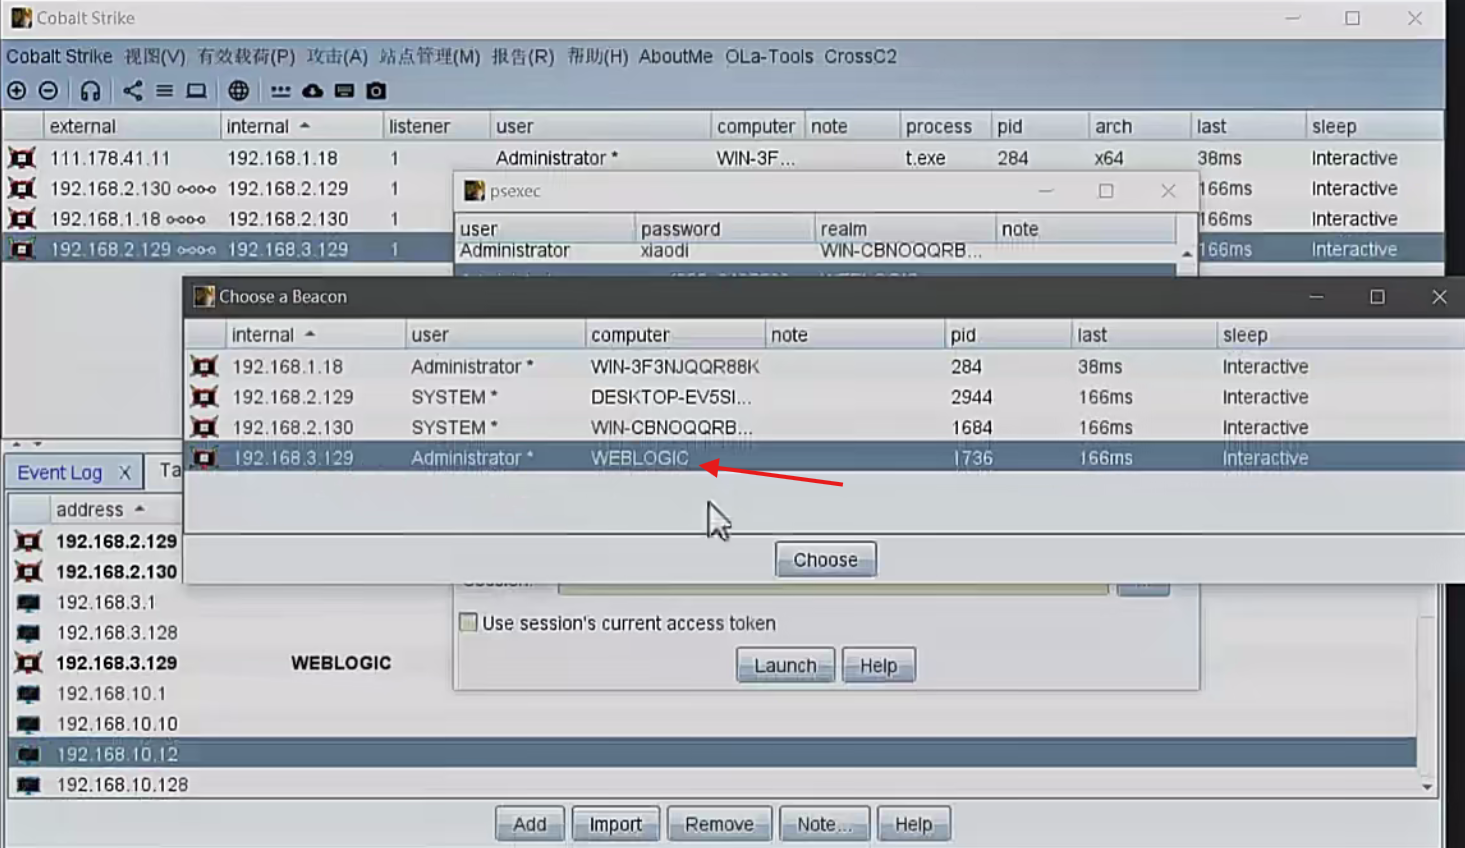 Cobalt Strike
Cobalt Strike 视图(V) 有效载荷(P) 攻击(A) 站点管理(M) 报告(R) 帮助(H) AboutMe OLa-Tools CrossC2
external internal listener user computer note process pid arch last sleep
111.178.41.11 192.168.1.18 1 Administrator * WIN-3F... t.exe 284 x64 38ms Interactive
192.168.2.130 192.168.2.129 1 166ms Interactive
192.168.1.18 192.168.2.130 1 166ms Interactive
192.168.2.129 192.168.3.129 1 166ms Interactive
psexec
user password realm note
Administrator xiaodi WIN-CBNOQQRB...
Choose a Beacon
internal user computer note pid last sleep
192.168.1.18 Administrator * WIN-3F3NJQQR88K 284 38ms Interactive
192.168.2.129 SYSTEM * DESKTOP-EV5SI... 2944 166ms Interactive
192.168.2.130 SYSTEM * WIN-CBNOQQRB... 1684 166ms Interactive
192.168.3.129 Administrator * WEBLOGIC 1736 166ms Interactive
Choose
Event Log X Ta
address
192.168.2.129
192.168.2.130
192.168.3.1
192.168.3.128
192.168.3.129 WEBLOGIC
192.168.10.1
192.168.10.10
192.168.10.12
192.168.10.128
Use session's current access token
Launch Help
Add Import Remove Note... Help